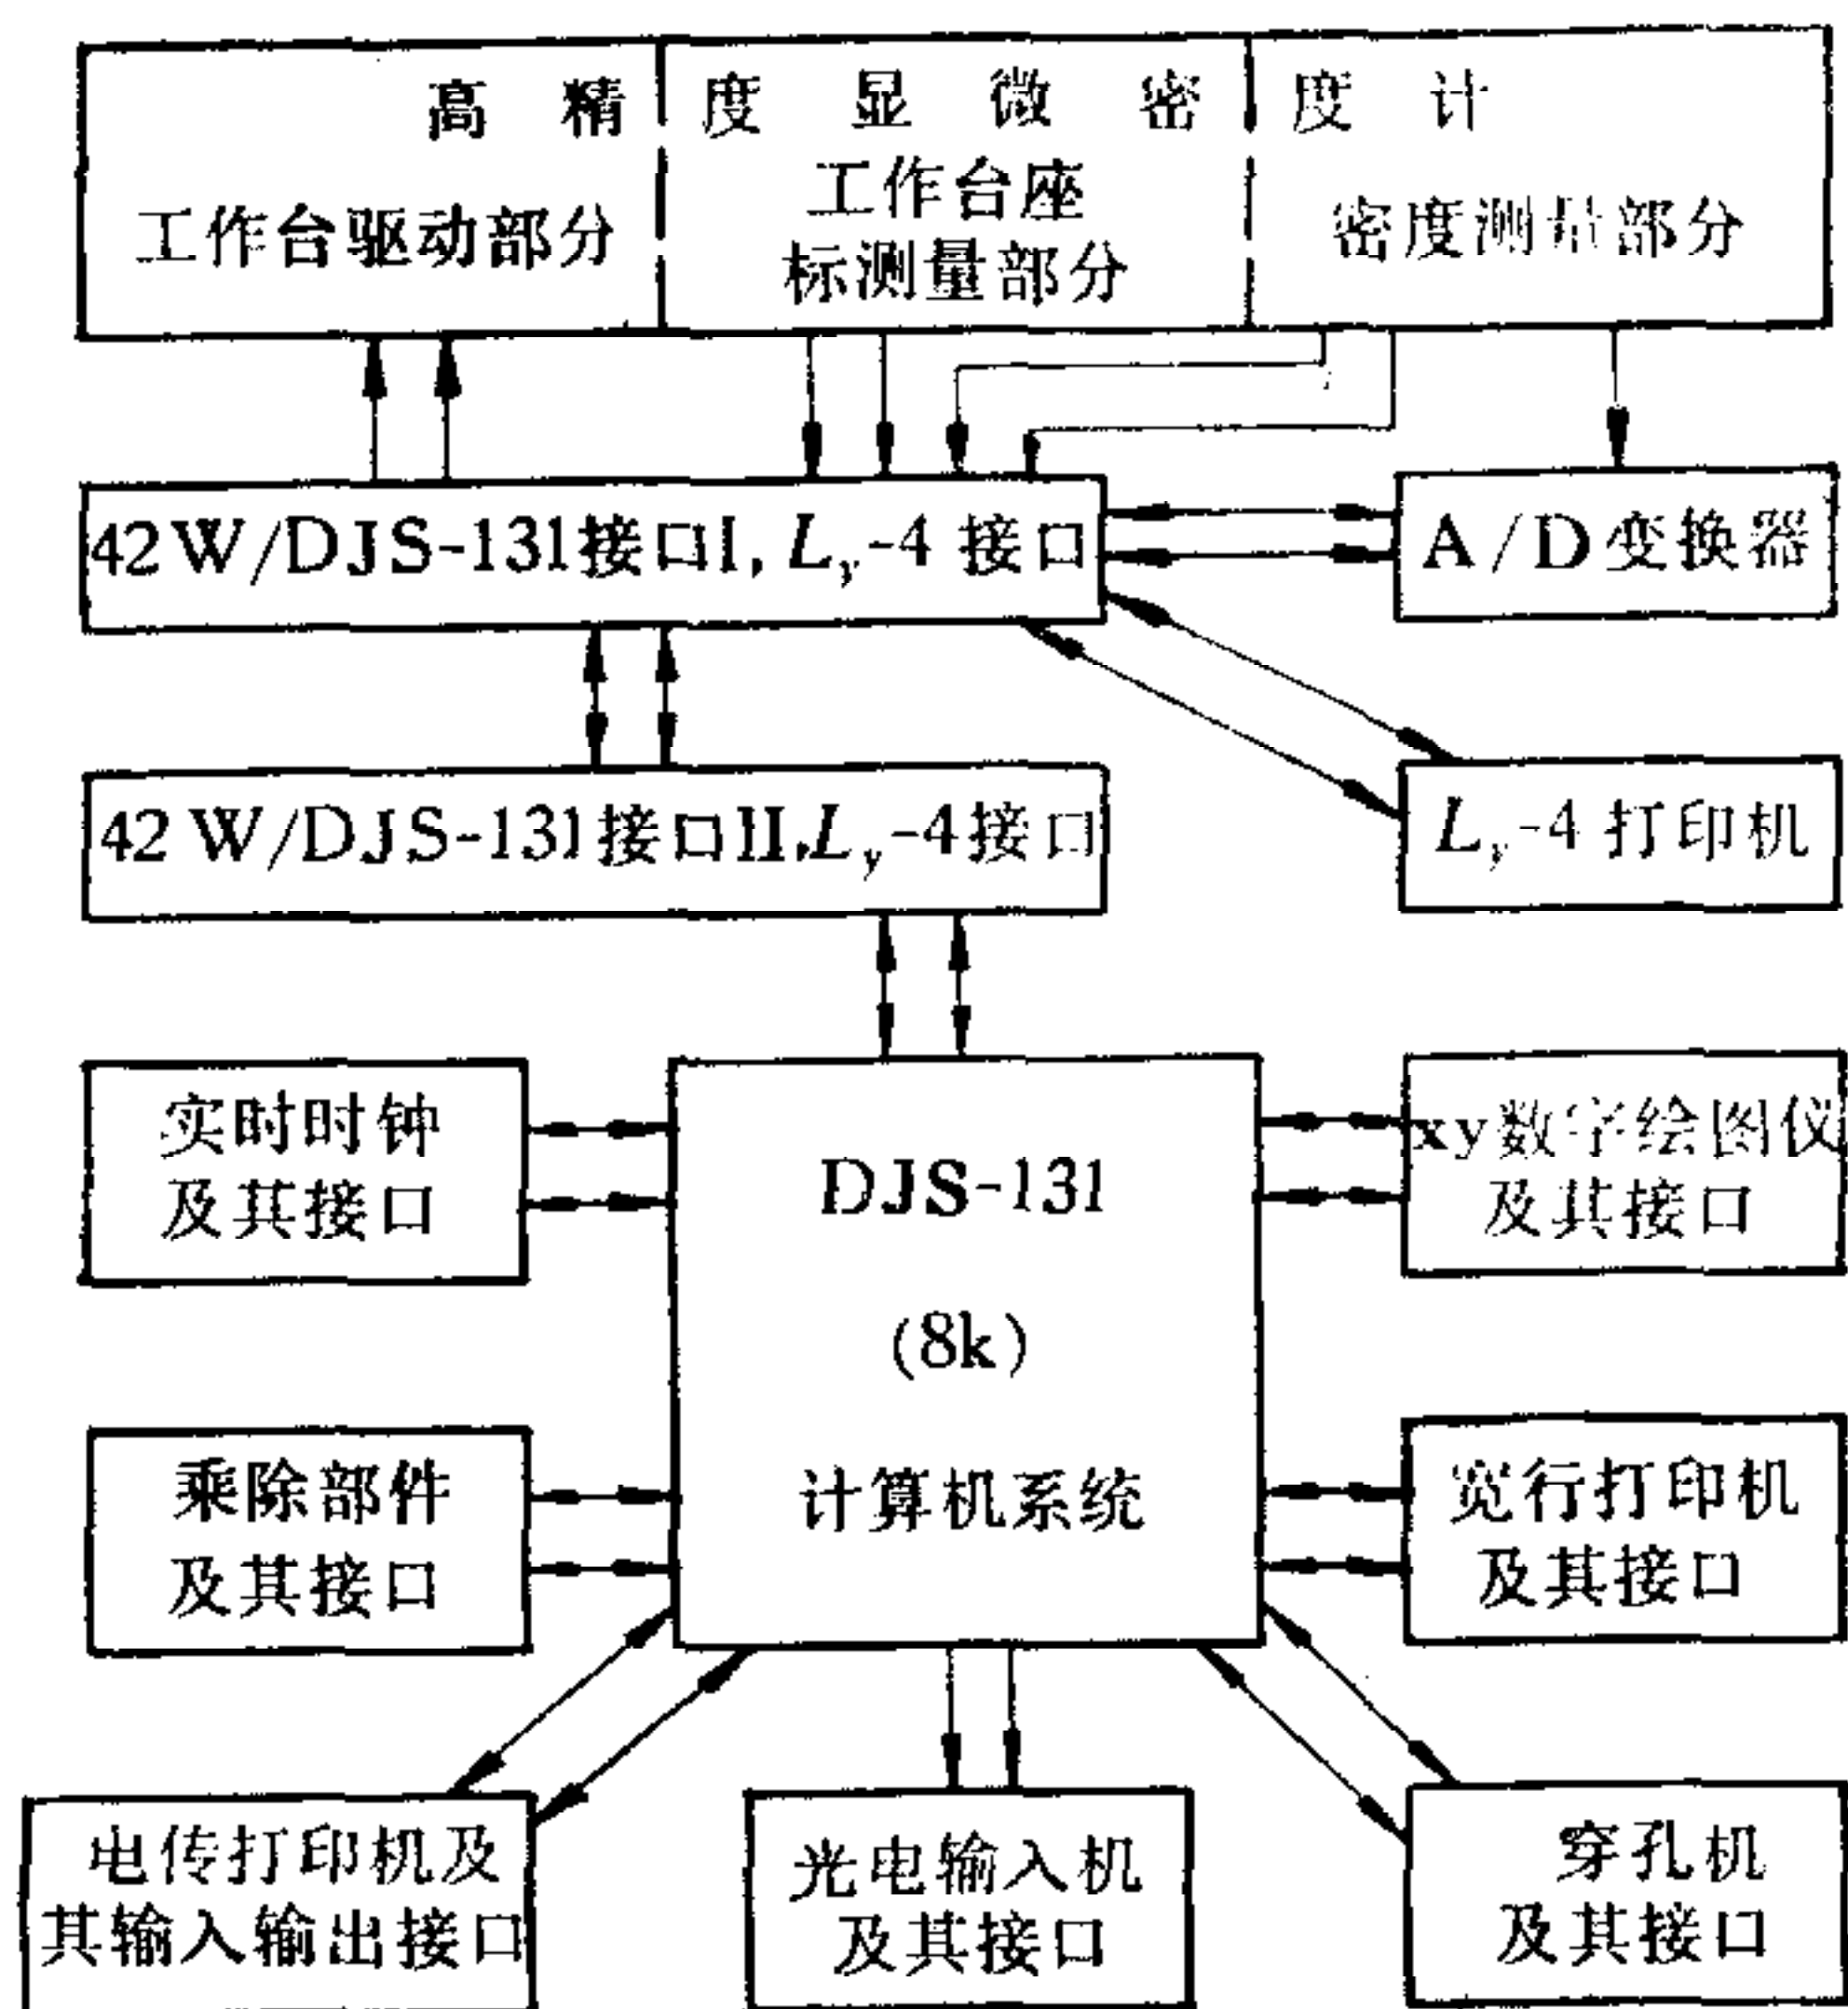 高精度显微密度计
工作台驱动部分
工作台座
标测量部分
密度测量部分
42W/DJS-131接口I, Ly-4 接口
A/D变换器
42 W/DJS-131接口II, Ly-4接口
Ly-4 打印机
实时时钟
及其接口
DJS-131
(8k)
计算机系统
xy数字绘图仪
及其接口
乘除部件
及其接口
宽行打印机
及其接口
电传打印机及
其输入输出接口
光电输入机
及其接口
穿孔机
及其接口